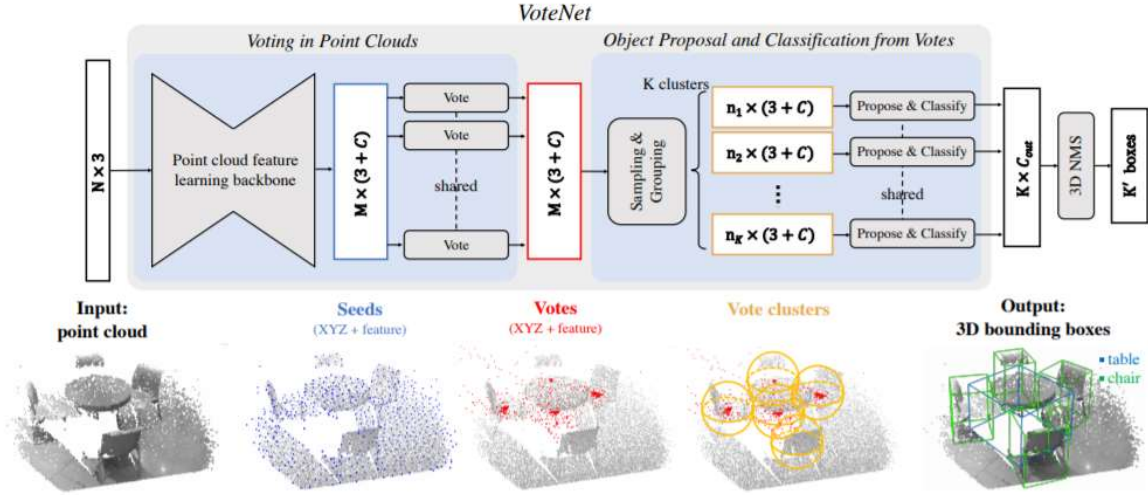 VoteNet
Voting in Point Clouds
Object Proposal and Classification from Votes
N × 3
Point cloud feature
learning backbone
M × (3 + C)
Vote
Vote
shared
Vote
M × (3 + C)
Sampling &
Grouping
K clusters
n₁ × (3 + C)
n₂ × (3 + C)
...
n_K × (3 + C)
Propose & Classify
Propose & Classify
shared
Propose & Classify
K × C_out
3D NMS
K' boxes
Input:
point cloud
Seeds
(XYZ + feature)
Votes
(XYZ + feature)
Vote clusters
Output:
3D bounding boxes
table
chair